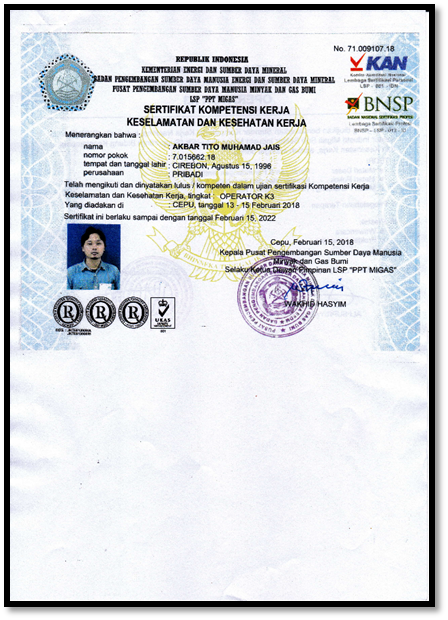 No. 71.009107.18
REPUBLIK INDONESIA
KEMENTERIAN ENERGI DAN SUMBER DAYA MINERAL
BADAN PENGEMBANGAN SUMBER DAYA MANUSIA ENERGI DAN SUMBER DAYA MINERAL
PUSAT PENGEMBANGAN SUMBER DAYA MANUSIA MINYAK DAN GAS BUMI
LSP "PPT MIGAS"
KAN
Komite Akreditasi Nasional
Lembaga Sertifikasi Profesi
LSP - 021 - IDN
BNSP
BADAN NASIONAL SERTIFIKASI PROFESI
Lembaga Sertifikasi Profesi
SERTIFIKAT KOMPETENSI KERJA
KESELAMATAN DAN KESEHATAN KERJA
Menerangkan bahwa :
nama : AKBAR TITO MUHAMAD JAIS
nomor pokok : 7.015662.18
tempat dan tanggal lahir : CIREBON, Agustus 15, 1996
perusahaan : PRIBADI
Telah mengikuti dan dinyatakan lulus / kompeten dalam ujian sertifikasi Kompetensi Kerja
Keselamatan dan Kesehatan Kerja, tingkat : OPERATOR K3
Yang diadakan di : CEPU, tanggal 13 - 15 Februari 2018
Sertifikat ini berlaku sampai dengan tanggal Februari 15, 2022
Cepu, Februari 15, 2018
Kepala Pusat Pengembangan Sumber Daya Manusia
Minyak dan Gas Bumi
Selaku Ketua Dewan Pimpinan LSP "PPT MIGAS"
WAKHID HASYIM
R
R
R
UKAS